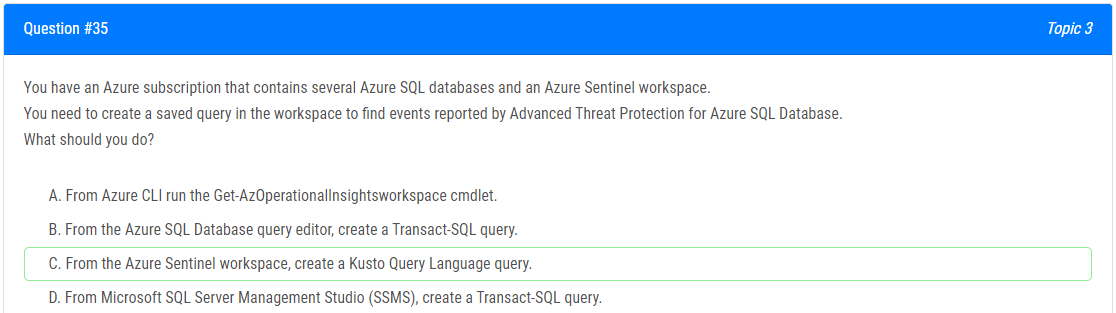 Question #35
Topic 3
You have an Azure subscription that contains several Azure SQL databases and an Azure Sentinel workspace.
You need to create a saved query in the workspace to find events reported by Advanced Threat Protection for Azure SQL Database.
What should you do?
A. From Azure CLI run the Get-AzOperationalInsightsworkspace cmdlet.
B. From the Azure SQL Database query editor, create a Transact-SQL query.
C. From the Azure Sentinel workspace, create a Kusto Query Language query.
D. From Microsoft SQL Server Management Studio (SSMS), create a Transact-SQL query.